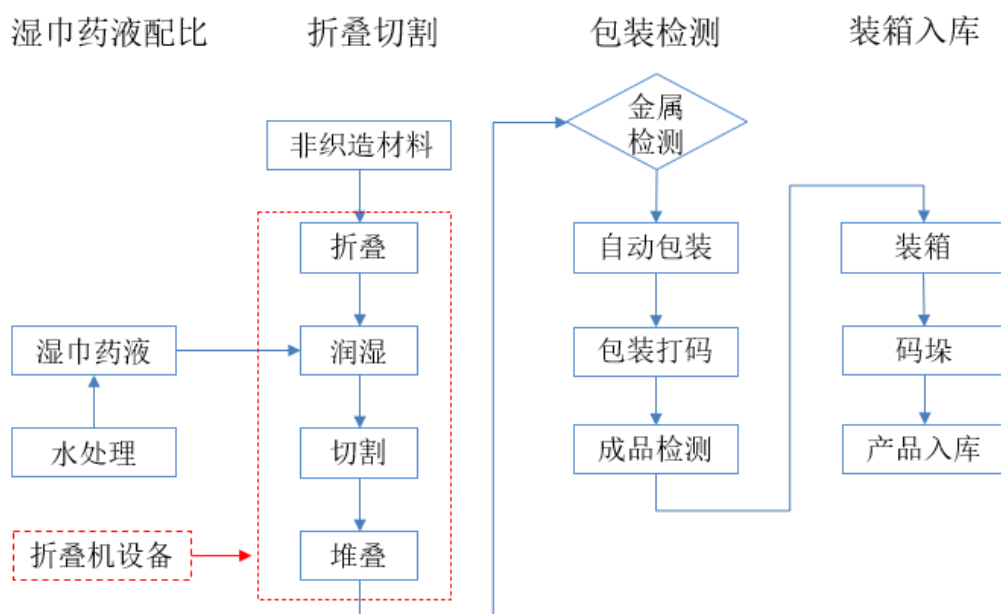 湿巾药液配比
折叠切割
包装检测
装箱入库
非织造材料
折叠
润湿
切割
堆叠
湿巾药液
水处理
折叠机设备
金属
检测
自动包装
包装打码
成品检测
装箱
码垛
产品入库